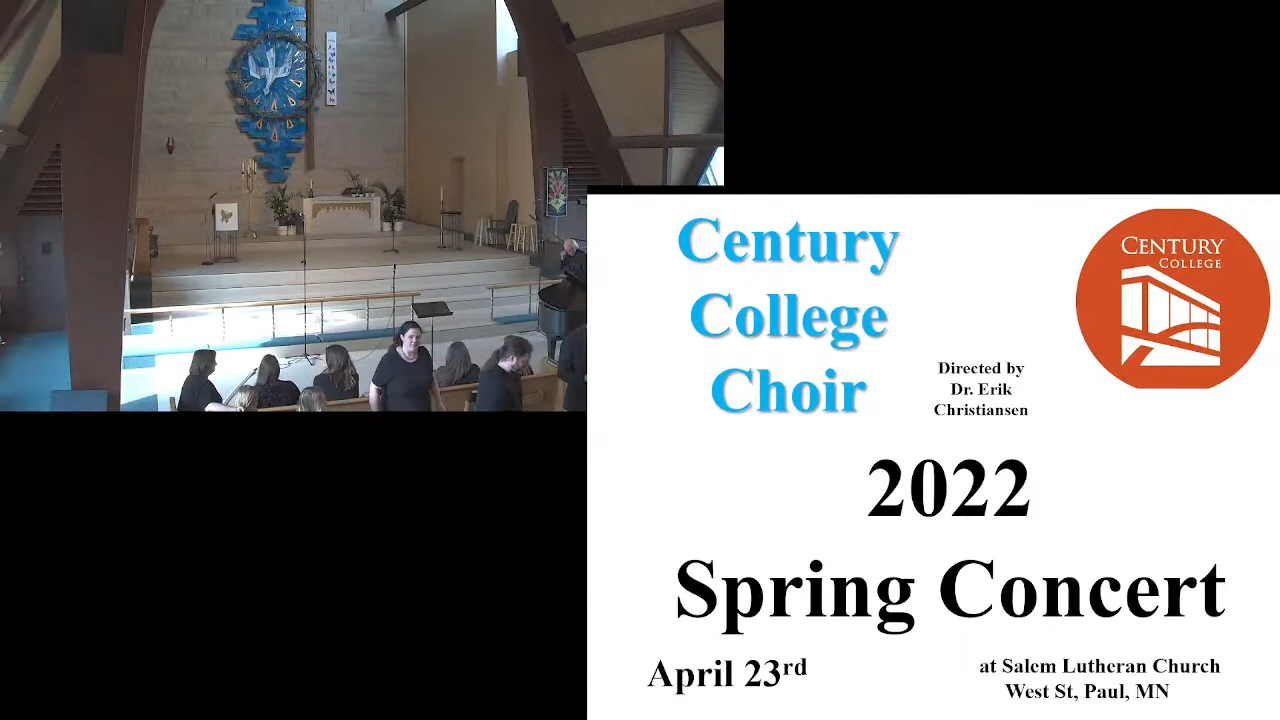 Century
College
Choir
CENTURY
COLLEGE
Directed by
Dr. Erik
Christiansen
2022
Spring Concert
April 23rd
at Salem Lutheran Church
West St, Paul, MN